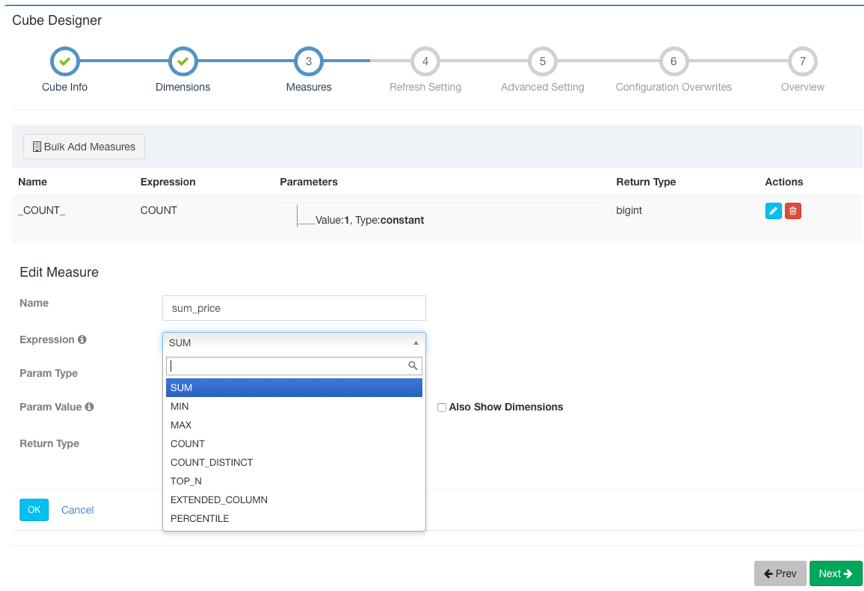 Cube Designer
3 4 5 6 7
Cube Info Dimensions Measures Refresh Setting Advanced Setting Configuration Overwrites Overview
Bulk Add Measures
Name Expression Parameters Return Type Actions
_COUNT_ COUNT Value:1, Type:constant bigint
Edit Measure
Name sum_price
Expression SUM
Param Type
SUM
MIN
Param Value Also Show Dimensions
MAX
Return Type COUNT
COUNT_DISTINCT
TOP_N
EXTENDED_COLUMN
OK Cancel
PERCENTILE
Prev Next